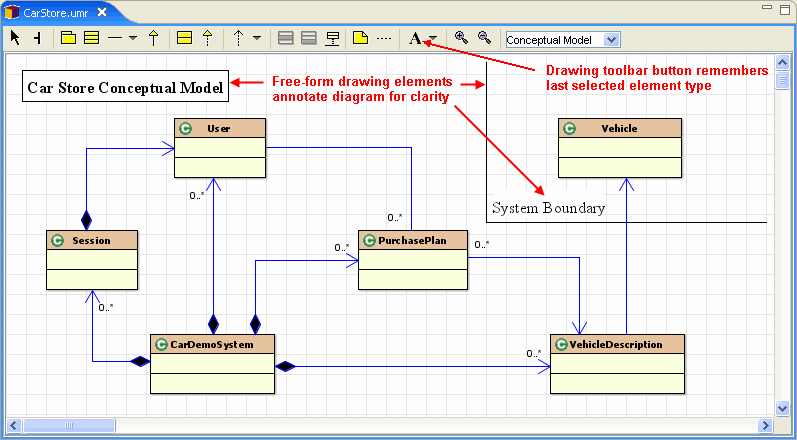 CarStore.umr
A
Conceptual Model
Drawing toolbar button remembers
last selected element type
Car Store Conceptual Model
Free-form drawing elements
annotate diagram for clarity
C User
C Vehicle
0..*
0..*
System Boundary
C Session
C PurchasePlan
0..*
0..*
0..*
C CarDemoSystem
C VehicleDescription
0..*